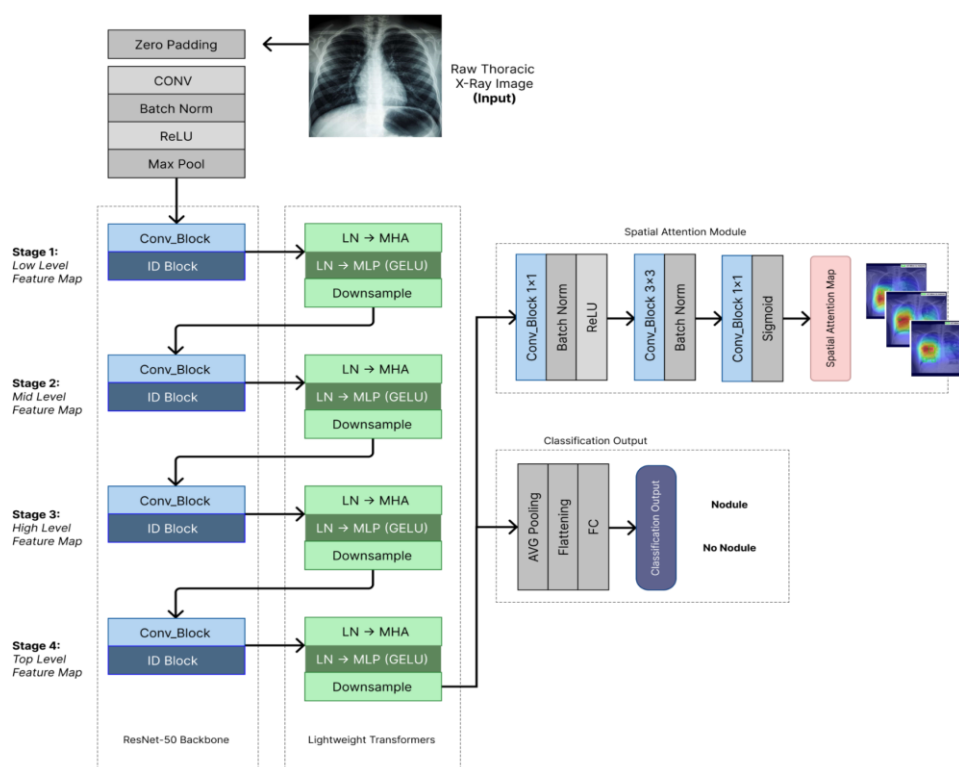 Zero Padding
Raw Thoracic
X-Ray Image
(Input)
CONV
Batch Norm
ReLU
Max Pool
Stage 1:
Low Level
Feature Map
Conv_Block
ID Block
LN → MHA
LN → MLP (GELU)
Downsample
Stage 2:
Mid Level
Feature Map
Conv_Block
ID Block
LN → MHA
LN → MLP (GELU)
Downsample
Stage 3:
High Level
Feature Map
Conv_Block
ID Block
LN → MHA
LN → MLP (GELU)
Downsample
Stage 4:
Top Level
Feature Map
Conv_Block
ID Block
LN → MHA
LN → MLP (GELU)
Downsample
ResNet-50 Backbone
Lightweight Transformers
Spatial Attention Module
Conv_Block 1×1
Batch Norm
ReLU
Conv_Block 3×3
Batch Norm
Conv_Block 1×1
Sigmoid
Spatial Attention Map
Classification Output
AVG Pooling
Flattening
FC
Classification Output
Nodule
No Nodule